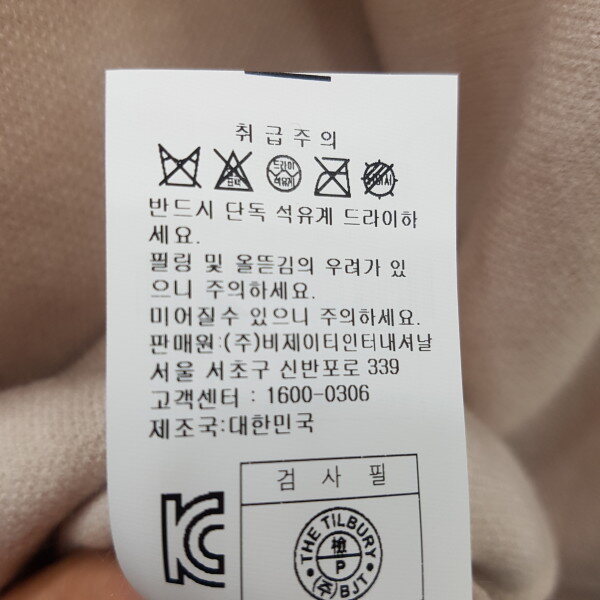 취급주의
드라이
석유계
반드시 단독 석유계 드라이하
세요.
필링 및 올뜯김의 우려가 있
으니 주의하세요.
미어질수 있으니 주의하세요.
판매원:(주)비제이티인터내셔날
서울 서초구 신반포로 339
고객센터 : 1600-0306
제조국:대한민국
검사필
THE TILBURY
檢
P
(주)BJT